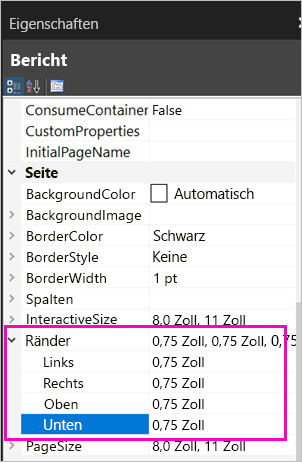 Eigenschaften
Bericht
ConsumeContainer False
CustomProperties
InitialPageName
Seite
BackgroundColor Automatisch
BackgroundImage
BorderColor Schwarz
BorderStyle Keine
BorderWidth 1 pt
Spalten
InteractiveSize 8,0 Zoll, 11 Zoll
Ränder 0,75 Zoll, 0,75 Zoll, 0,75
Links 0,75 Zoll
Rechts 0,75 Zoll
Oben 0,75 Zoll
Unten 0,75 Zoll
PageSize 8,0 Zoll, 11 Zoll